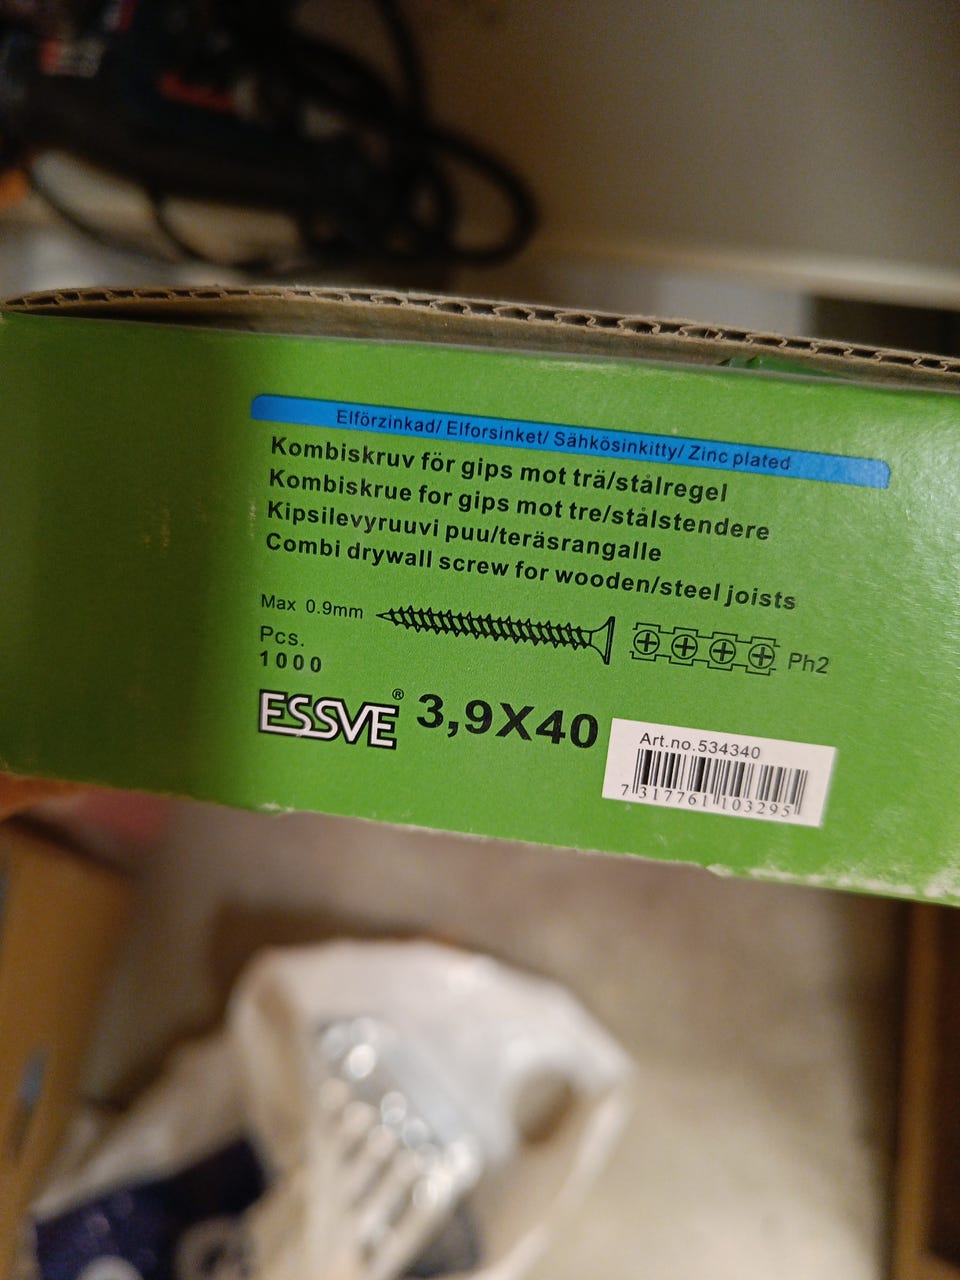 Elförzinkad/ Elforsinket/ Sähkösinkitty/ Zinc plated
Kombiskruv för gips mot trä/stålregel
Kombiskrue for gips mot tre/stålstendere
Kipsilevyruuvi puu/teräsrangalle
Combi drywall screw for wooden/steel joists
Max 0.9mm
Ph2
Pcs.
1000
ESSVE® 3,9X40
Art.no.534340
7 317761 103295